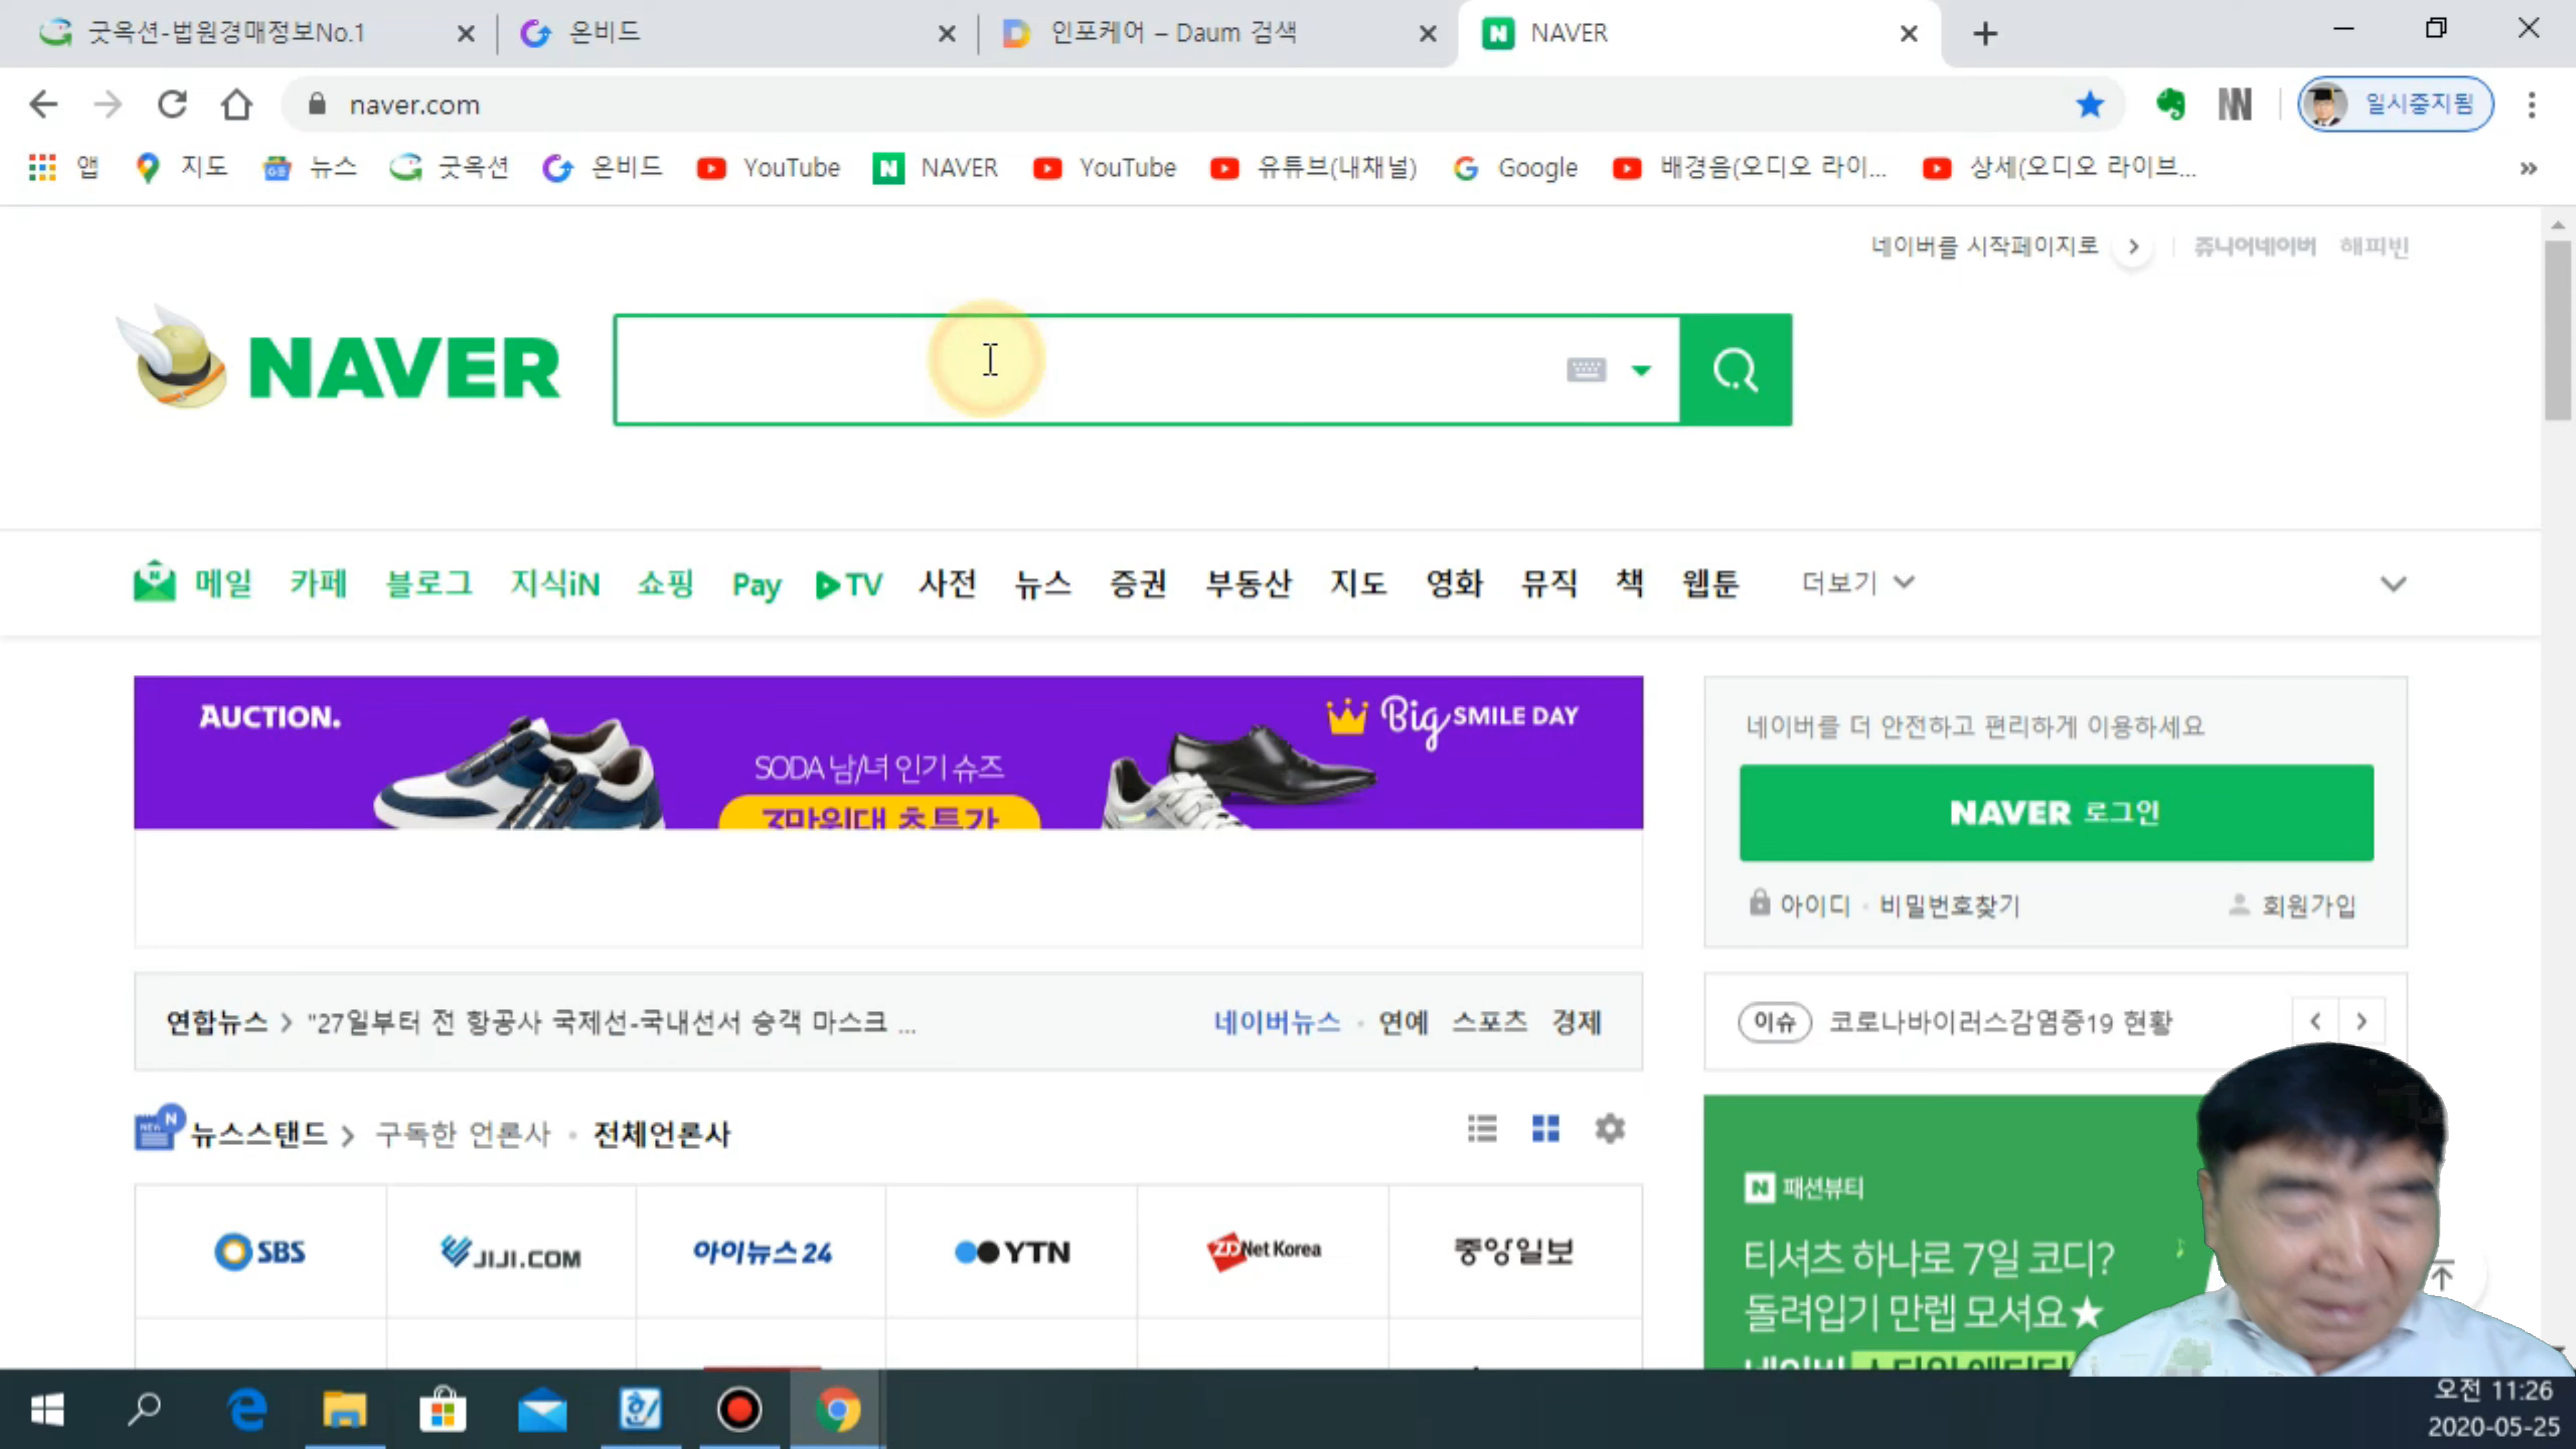 굿옥션-법원경매정보No.1
온비드
인포케어 – Daum 검색
NAVER
naver.com
일시중지됨
앱 지도 뉴스 굿옥션 온비드 YouTube NAVER YouTube 유튜브(내채널) Google 배경음(오디오 라이... 상세(오디오 라이브...
네이버를 시작페이지로 쥬니어네이버 해피빈
NAVER
메일 카페 블로그 지식iN 쇼핑 Pay TV 사전 뉴스 증권 부동산 지도 영화 뮤직 책 웹툰 더보기
AUCTION.
Big SMILE DAY
SODA 남/녀 인기 슈즈
3만원대 초특가
네이버를 더 안전하고 편리하게 이용하세요
NAVER 로그인
아이디 · 비밀번호찾기 회원가입
연합뉴스 > "27일부터 전 항공사 국제선-국내선서 승객 마스크 ...
네이버뉴스 · 연예 스포츠 경제
이슈 코로나바이러스감염증19 현황
뉴스스탠드 > 구독한 언론사 · 전체언론사
SBS JIJI.COM 아이뉴스24 YTN ZDNet Korea 중앙일보
N 패션뷰티
티셔츠 하나로 7일 코디?
돌려입기 만렙 모셔요★
오전 11:26
2020-05-25